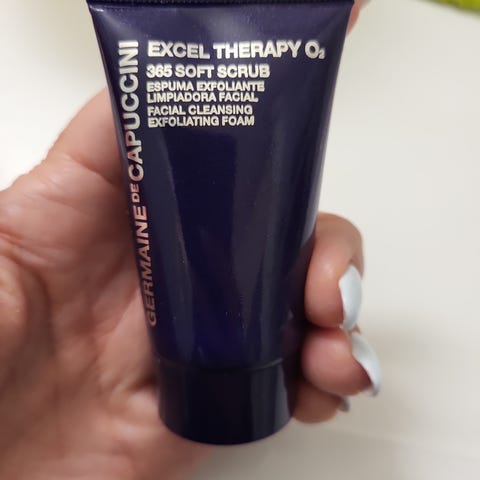 EXCEL THERAPY O₂
365 SOFT SCRUB
ESPUMA EXFOLIANTE
LIMPIADORA FACIAL
FACIAL CLEANSING
EXFOLIATING FOAM
GERMAINE DE CAPUCCINI